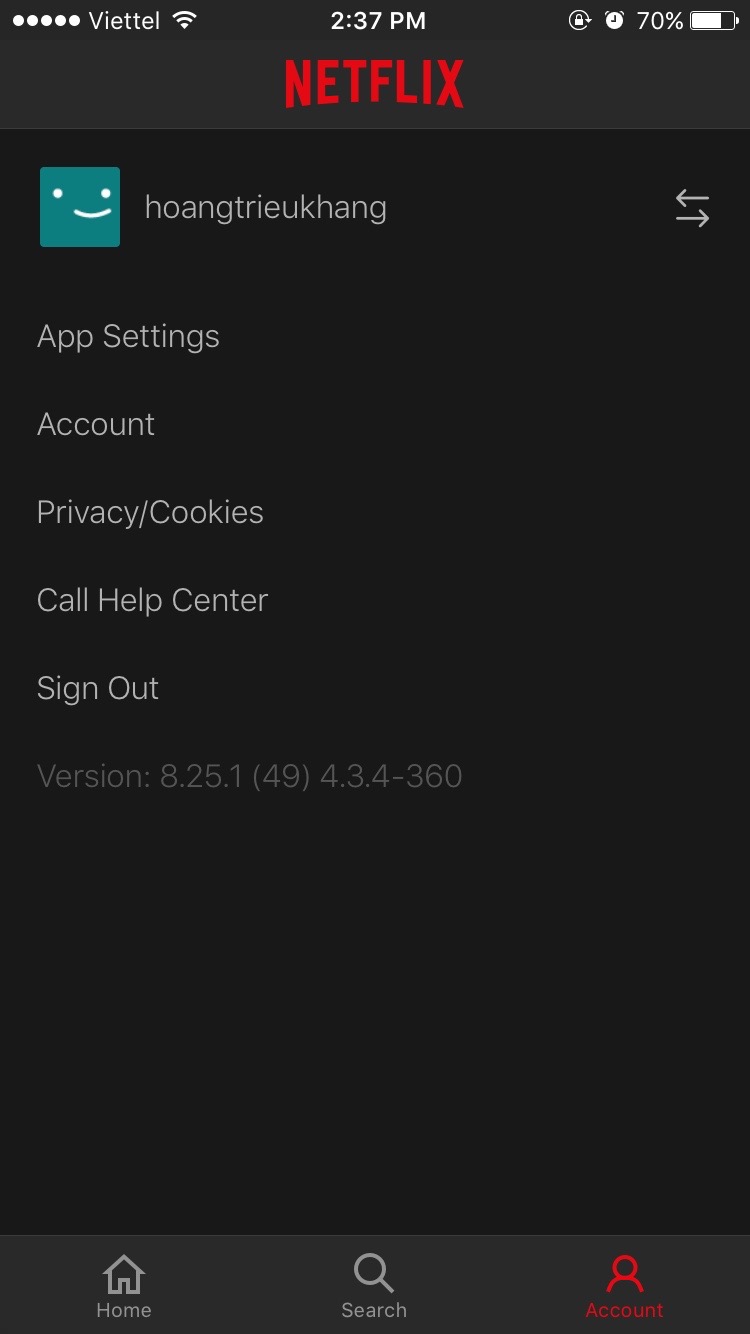 Viettel 2:37 PM 70%
NETFLIX
hoangtrieukhang
App Settings
Account
Privacy/Cookies
Call Help Center
Sign Out
Version: 8.25.1 (49) 4.3.4-360
Home Search Account